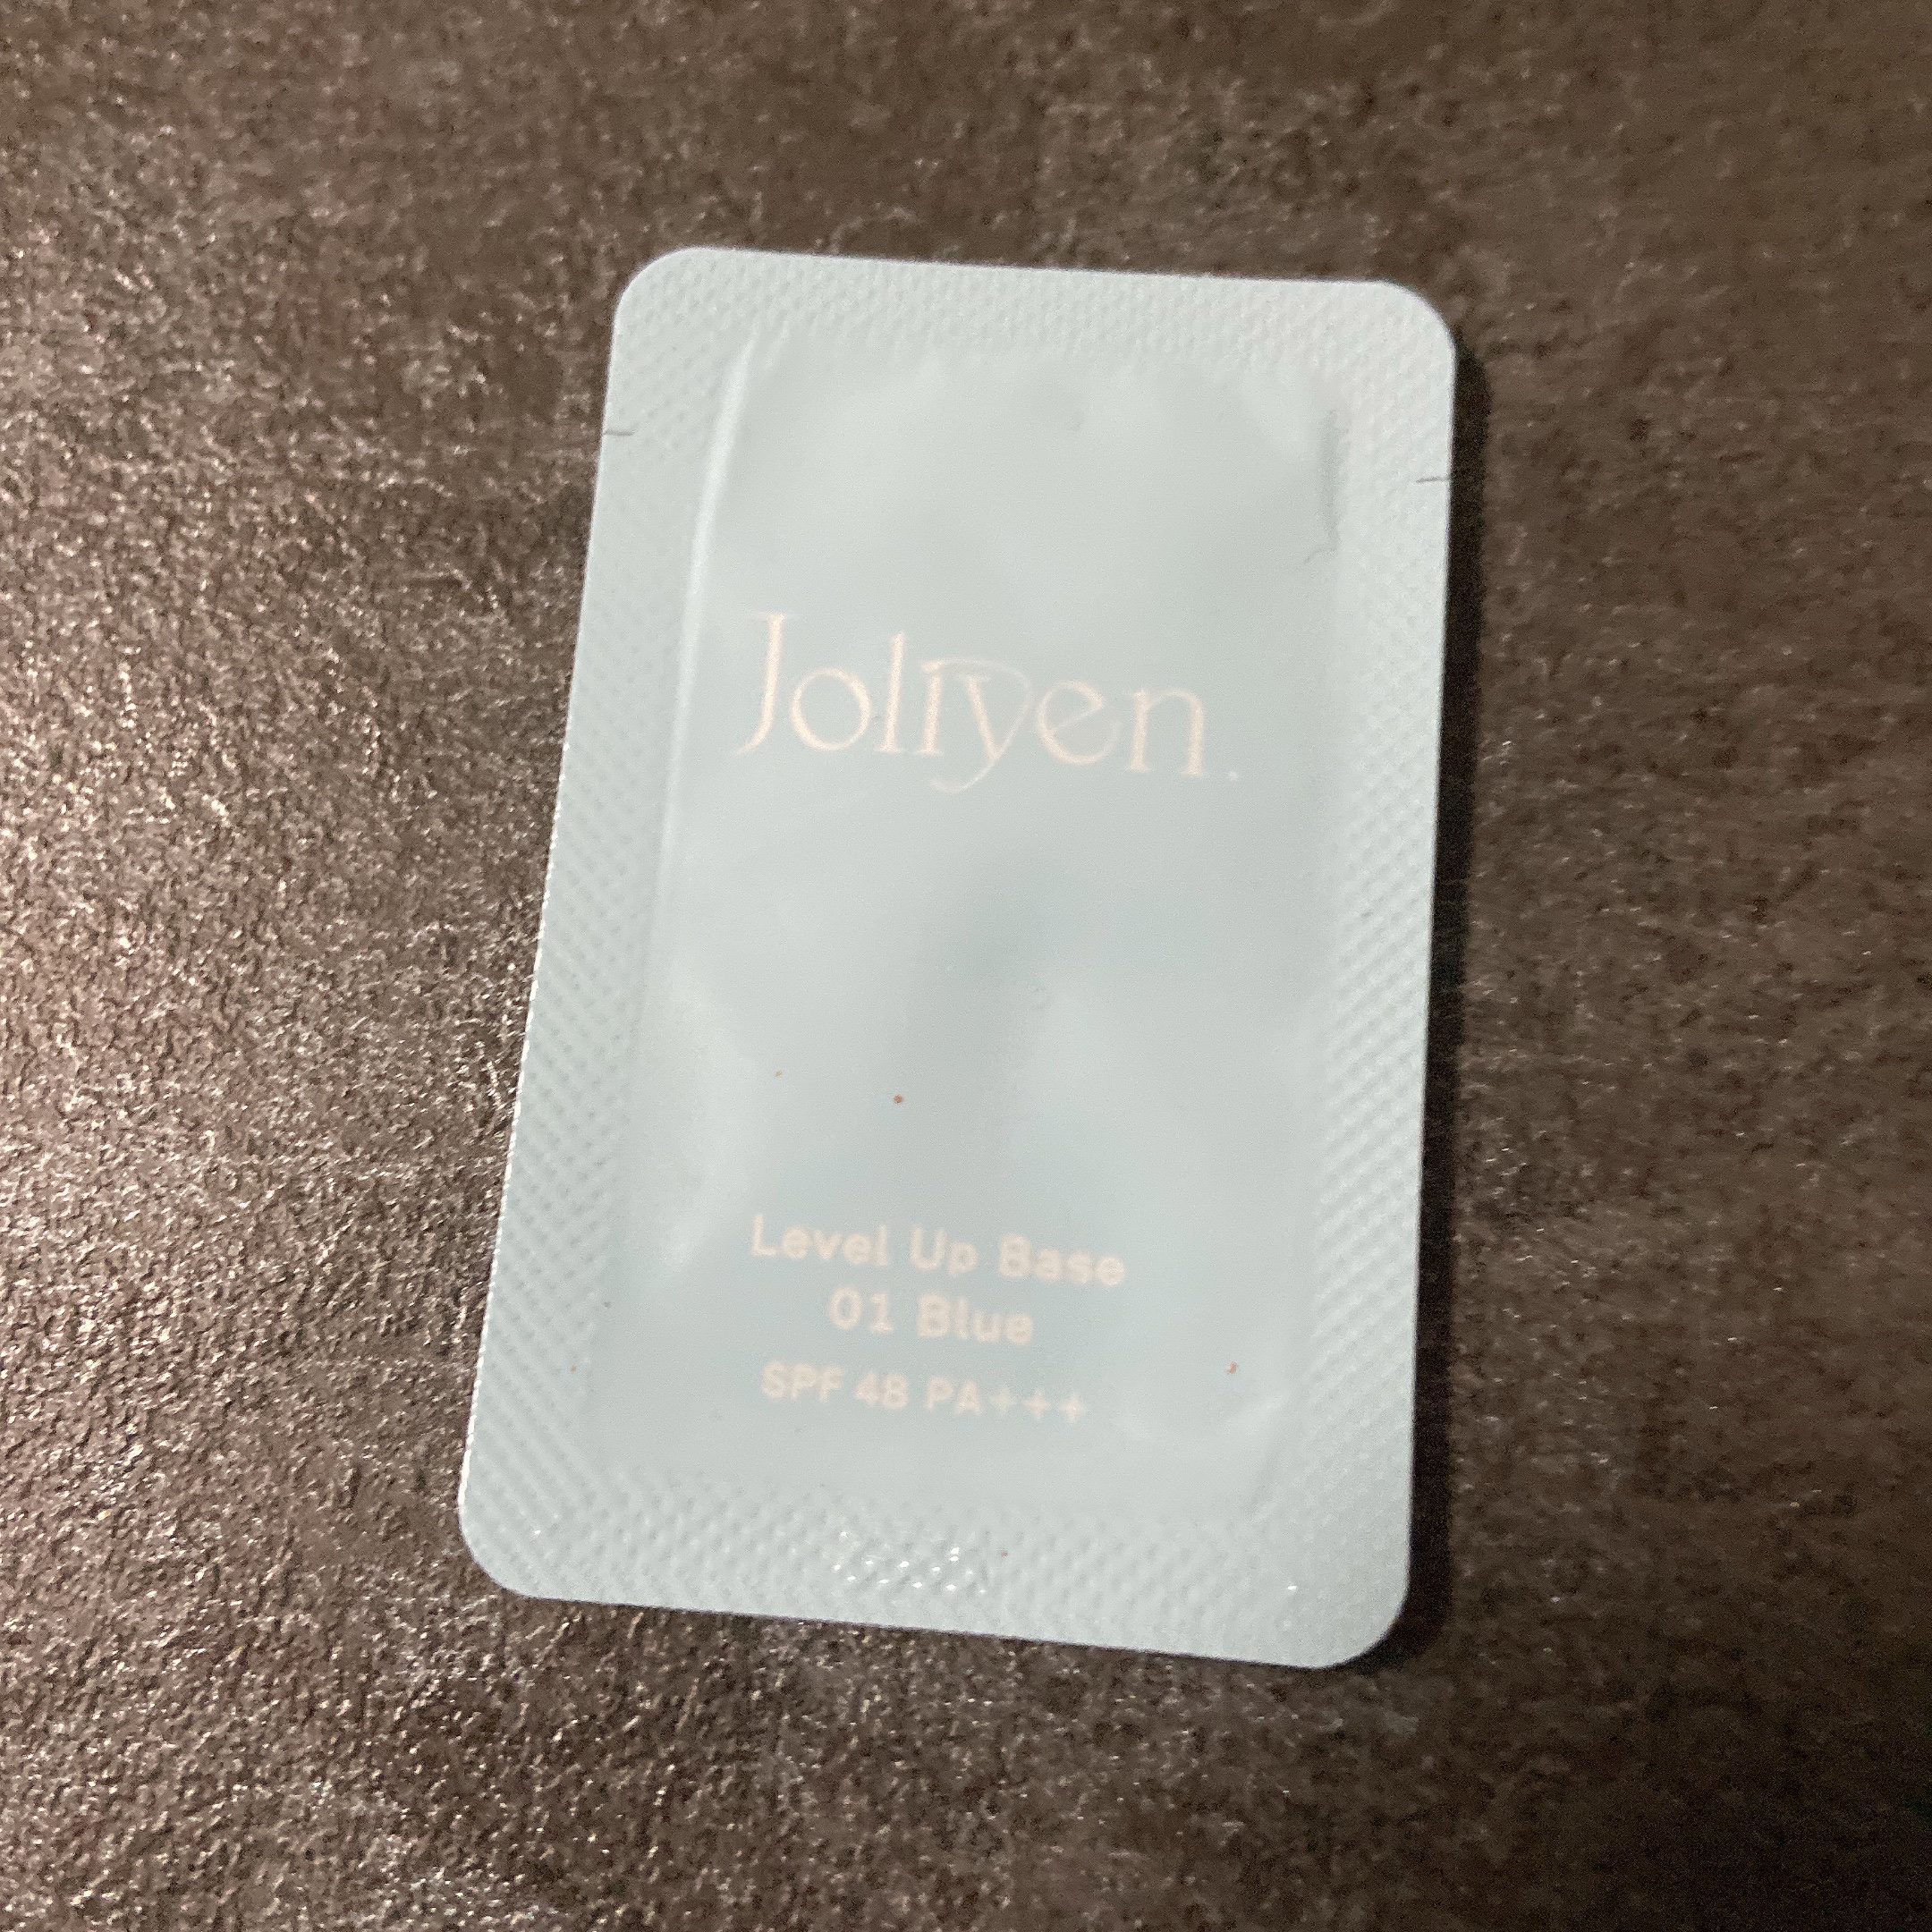 Joliyen.
Level Up Base
01 Blue
SPF 48 PA+++